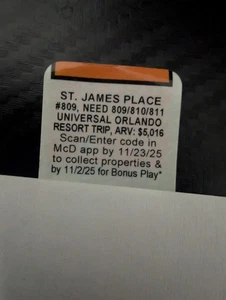 ST. JAMES PLACE
#809, NEED 809/810/811
UNIVERSAL ORLANDO
RESORT TRIP, ARV: $5,016
Scan/Enter code in
McD app by 11/23/25
to collect properties &
by 11/2/25 for Bonus Play*